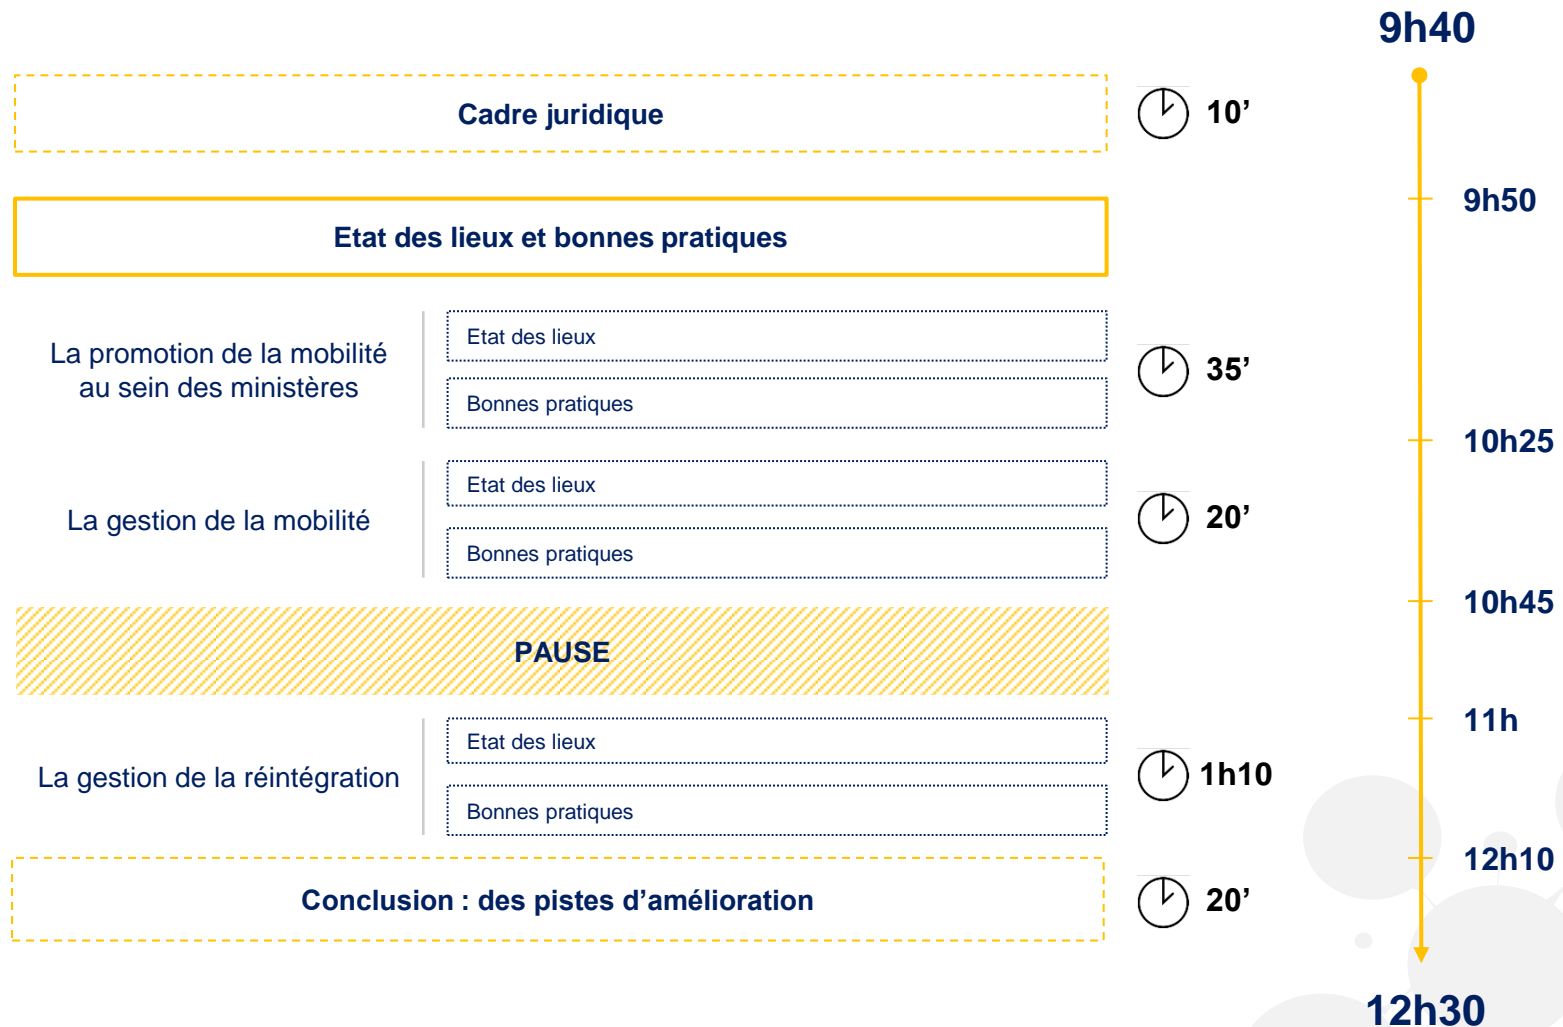 9h40
Cadre juridique
10’
9h50
Etat des lieux et bonnes pratiques
La promotion de la mobilité
au sein des ministères
Etat des lieux
Bonnes pratiques
35’
10h25
La gestion de la mobilité
Etat des lieux
Bonnes pratiques
20’
10h45
PAUSE
11h
La gestion de la réintégration
Etat des lieux
Bonnes pratiques
1h10
12h10
Conclusion : des pistes d’amélioration
20’
12h30